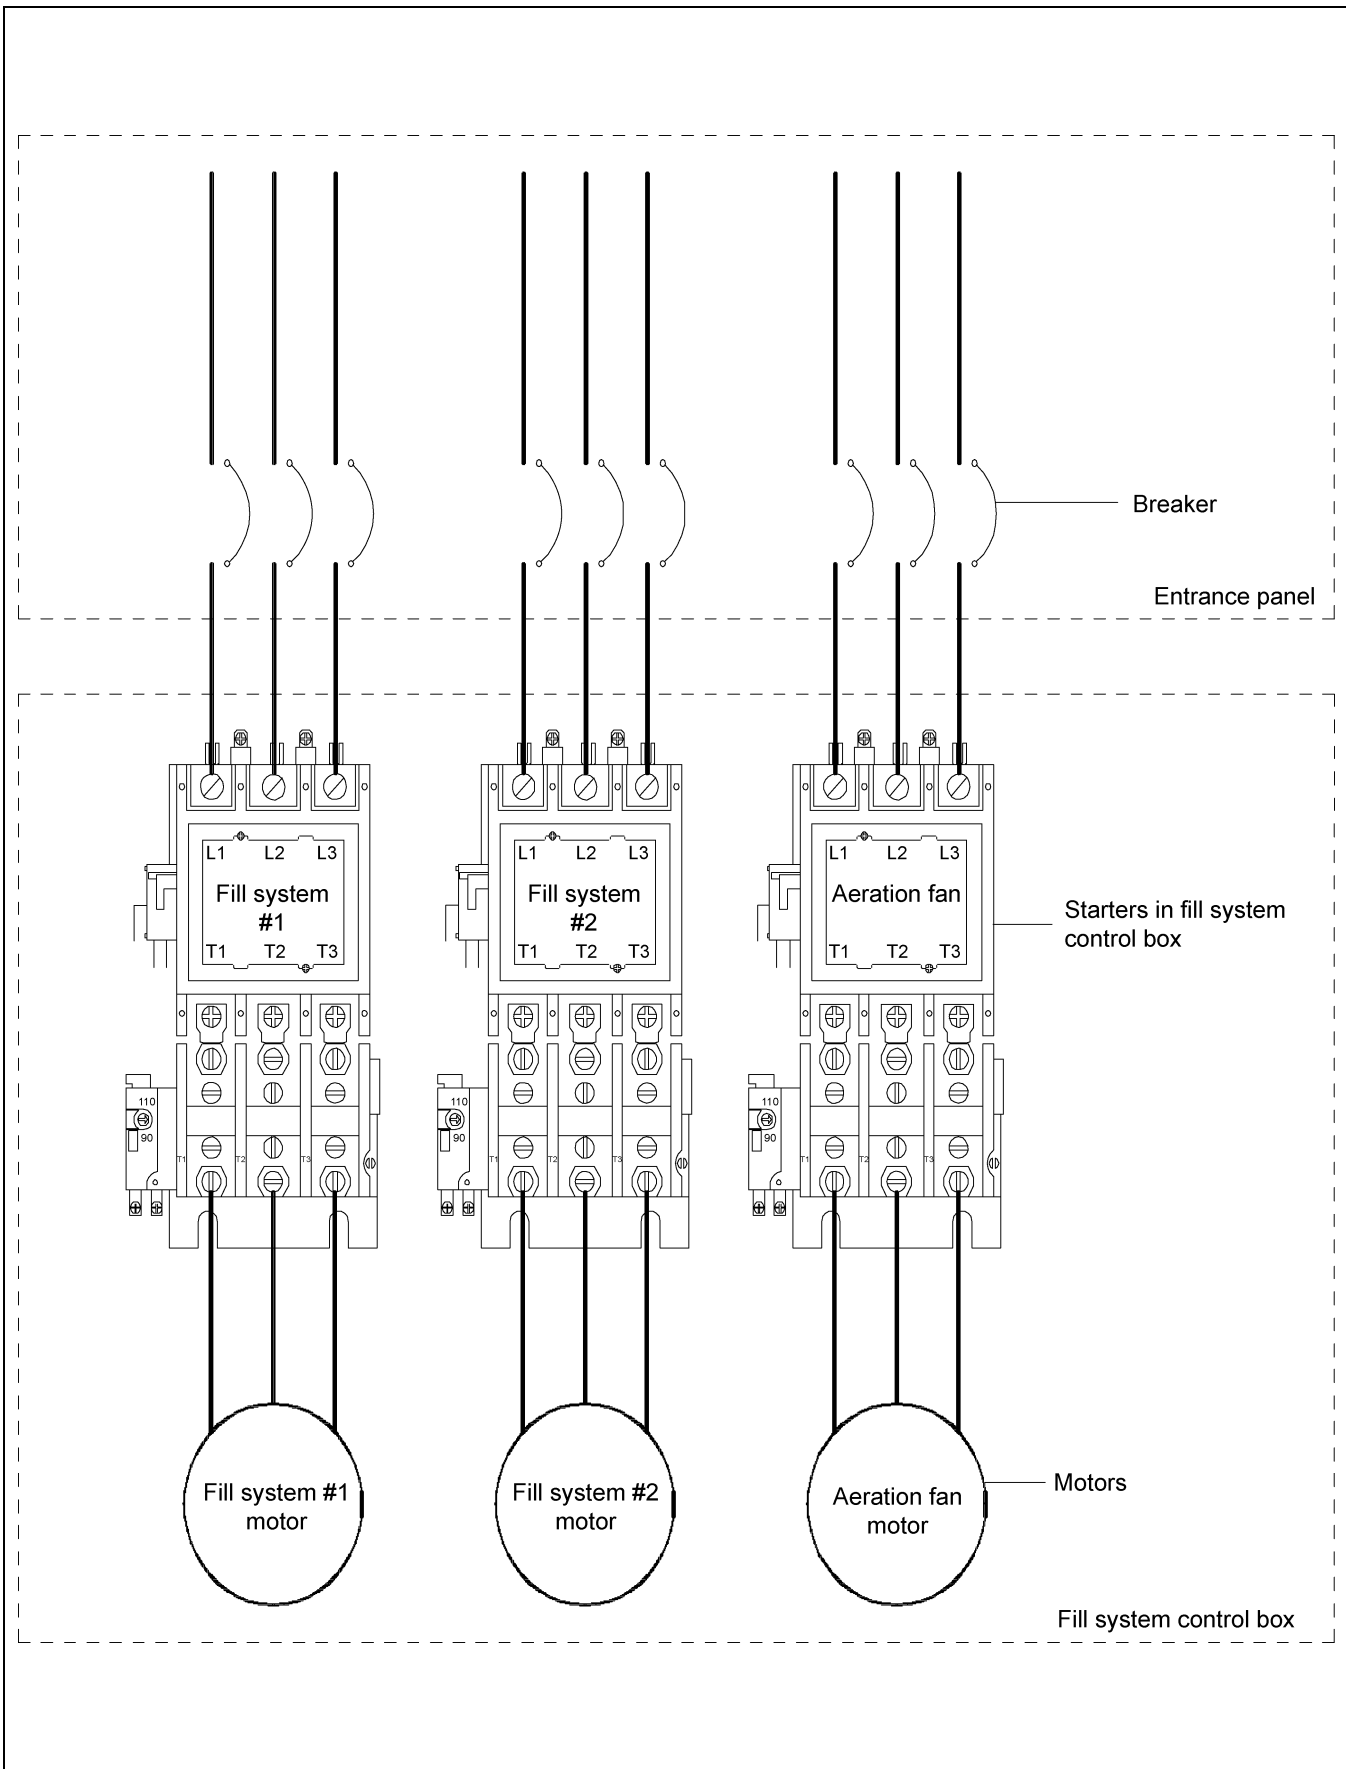 Breaker
Entrance panel
L1 L2 L3
Fill system
#1
T1 T2 T3
L1 L2 L3
Fill system
#2
T1 T2 T3
L1 L2 L3
Aeration fan
T1 T2 T3
Starters in fill system
control box
110
90
T1 T2 T3
110
90
T1 T2 T3
110
90
T1 T2 T3
Fill system #1
motor
Fill system #2
motor
Aeration fan
motor
Motors
Fill system control box